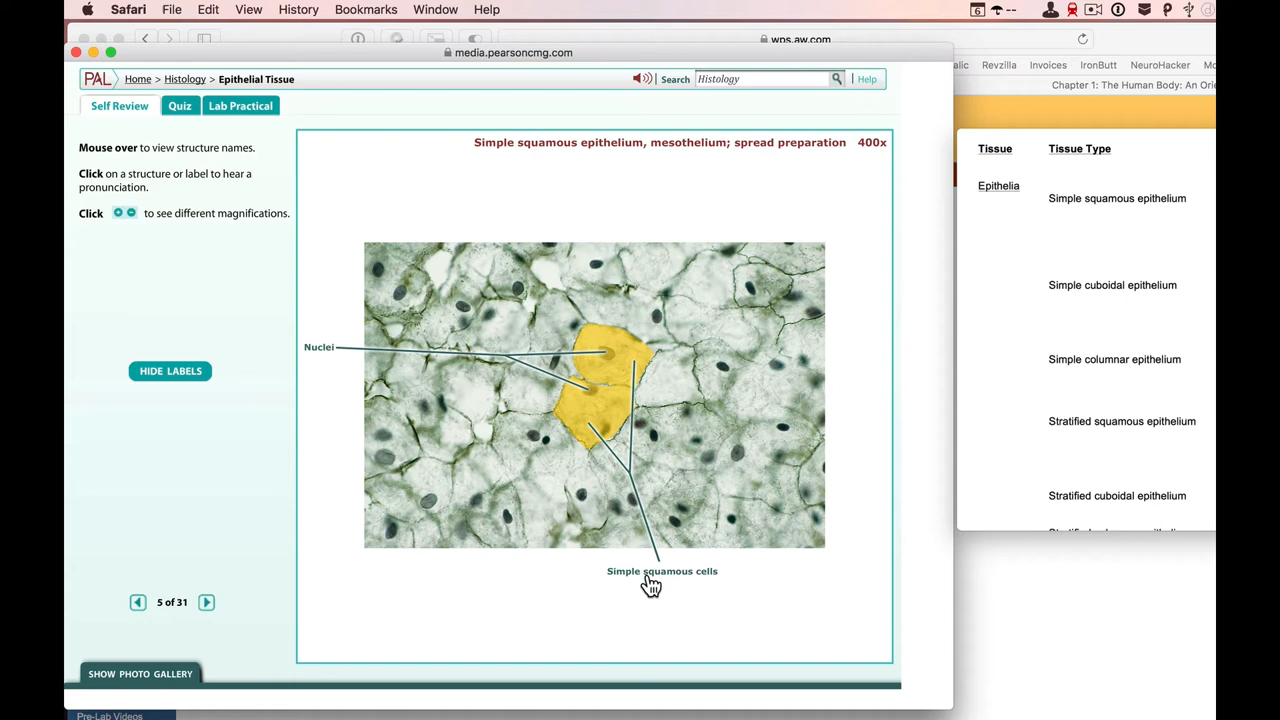 Safari File Edit View History Bookmarks Window Help
6
wps.aw.com
media.pearsoncmg.com
alic Revzilla Invoices IronButt NeuroHacker Mo
Chapter 1: The Human Body: An Orie
PAL Home > Histology > Epithelial Tissue
Search Histology Help
Self Review Quiz Lab Practical
Mouse over to view structure names.
Click on a structure or label to hear a
pronunciation.
Click to see different magnifications.
Simple squamous epithelium, mesothelium; spread preparation 400x
Nuclei
Simple squamous cells
HIDE LABELS
5 of 31
SHOW PHOTO GALLERY
Pre-Lab Videos
Tissue Tissue Type
Epithelia
Simple squamous epithelium
Simple cuboidal epithelium
Simple columnar epithelium
Stratified squamous epithelium
Stratified cuboidal epithelium